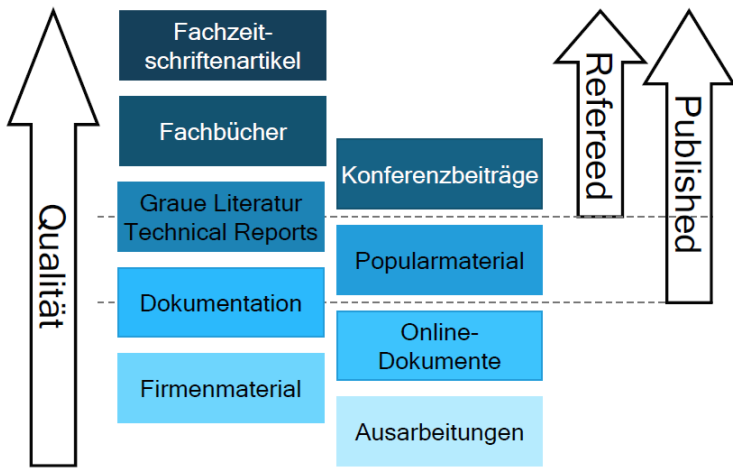 Fachzeit-
schriftenartikel
Fachbücher
Konferenzbeiträge
Graue Literatur
Technical Reports
Popularmaterial
Dokumentation
Online-
Dokumente
Firmenmaterial
Ausarbeitungen
Qualität
Refereed
Published